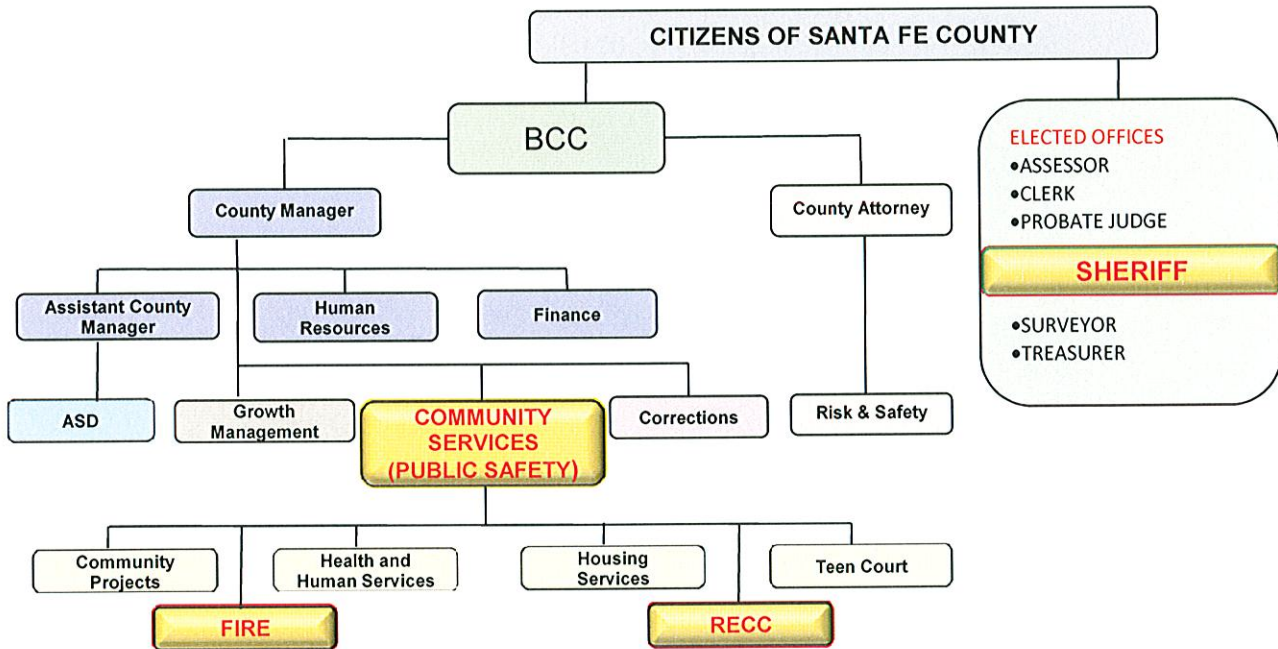 CITIZENS OF SANTA FE COUNTY
BCC
ELECTED OFFICES
•ASSESSOR
•CLERK
•PROBATE JUDGE
SHERIFF
•SURVEYOR
•TREASURER
County Manager
County Attorney
Assistant County
Manager
Human
Resources
Finance
ASD
Growth
Management
COMMUNITY
SERVICES
(PUBLIC SAFETY)
Corrections
Risk & Safety
Community
Projects
Health and
Human Services
Housing
Services
Teen Court
FIRE
RECC